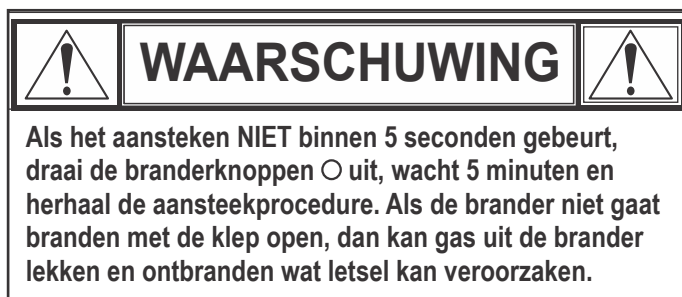 WAARSCHUWING
Als het aansteken NIET binnen 5 seconden gebeurt,
draai de branderknoppen O uit, wacht 5 minuten en
herhaal de aansteekprocedure. Als de brander niet gaat
branden met de klep open, dan kan gas uit de brander
lekken en ontbranden wat letsel kan veroorzaken.